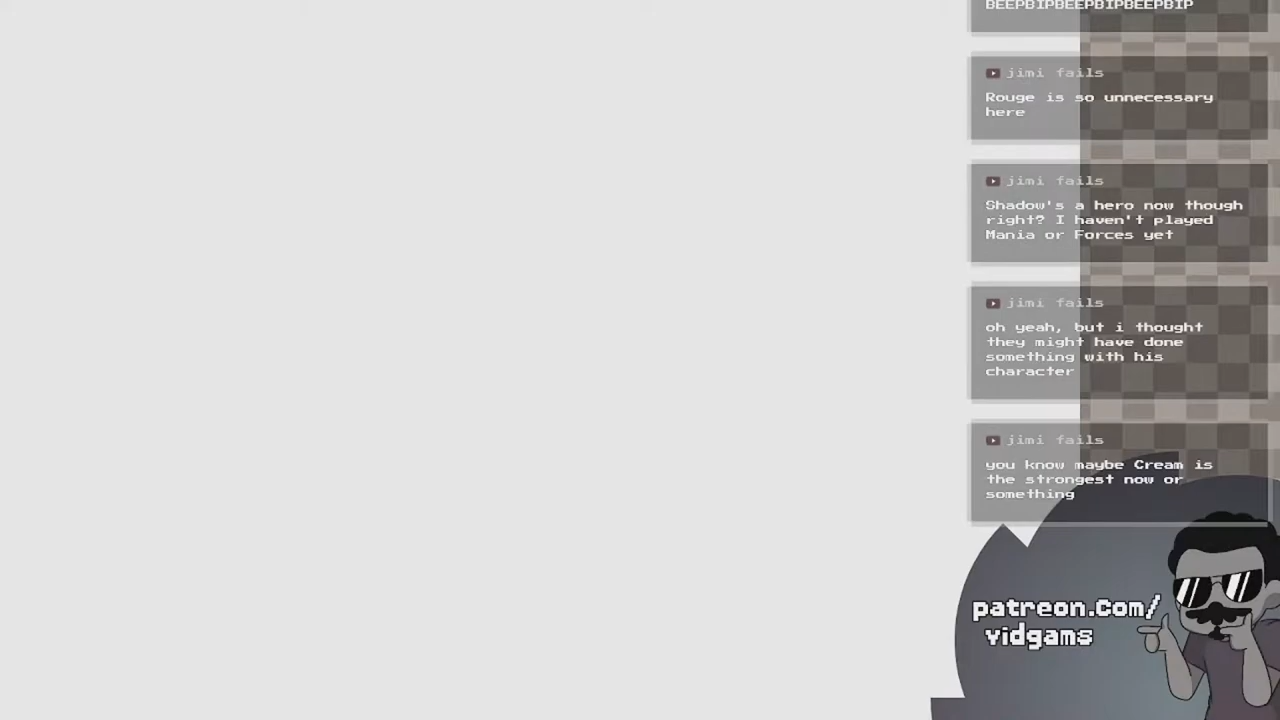 BEEPBIPBEEPBIPBEEPBIP
jimi fails
Rouge is so unnecessary
here
jimi fails
Shadow's a hero now though
right? I haven't played
Mania or Forces yet
jimi fails
oh yeah, but i thought
they might have done
something with his
character
jimi fails
you know maybe Cream is
the strongest now or
something
patreon.com/
vidgams